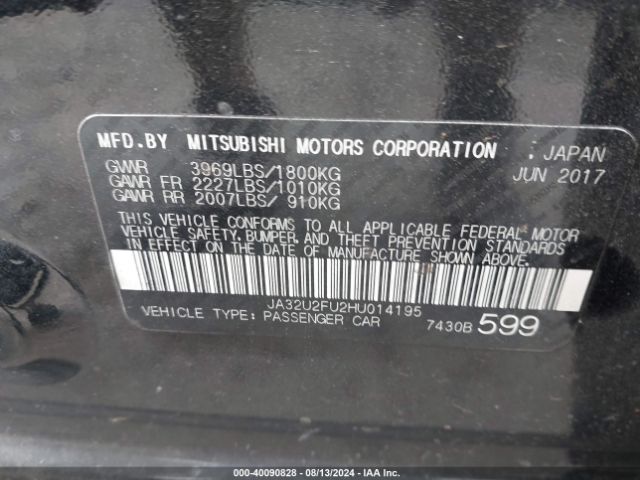 MFD.BY MITSUBISHI MOTORS CORPORATION : JAPAN
GVWR 3969LBS/1800KG JUN 2017
GAWR FR 2227LBS/1010KG
GAWR RR 2007LBS/ 910KG
THIS VEHICLE CONFORMS TO ALL APPLICABLE FEDERAL MOTOR
VEHICLE SAFETY, BUMPER, AND THEFT PREVENTION STANDARDS
IN EFFECT ON THE DATE OF MANUFACTURE SHOWN ABOVE.
JA32U2FU2HU014195
VEHICLE TYPE: PASSENGER CAR 7430B 599
000-40090828 - 08/13/2024 - IAA Inc.